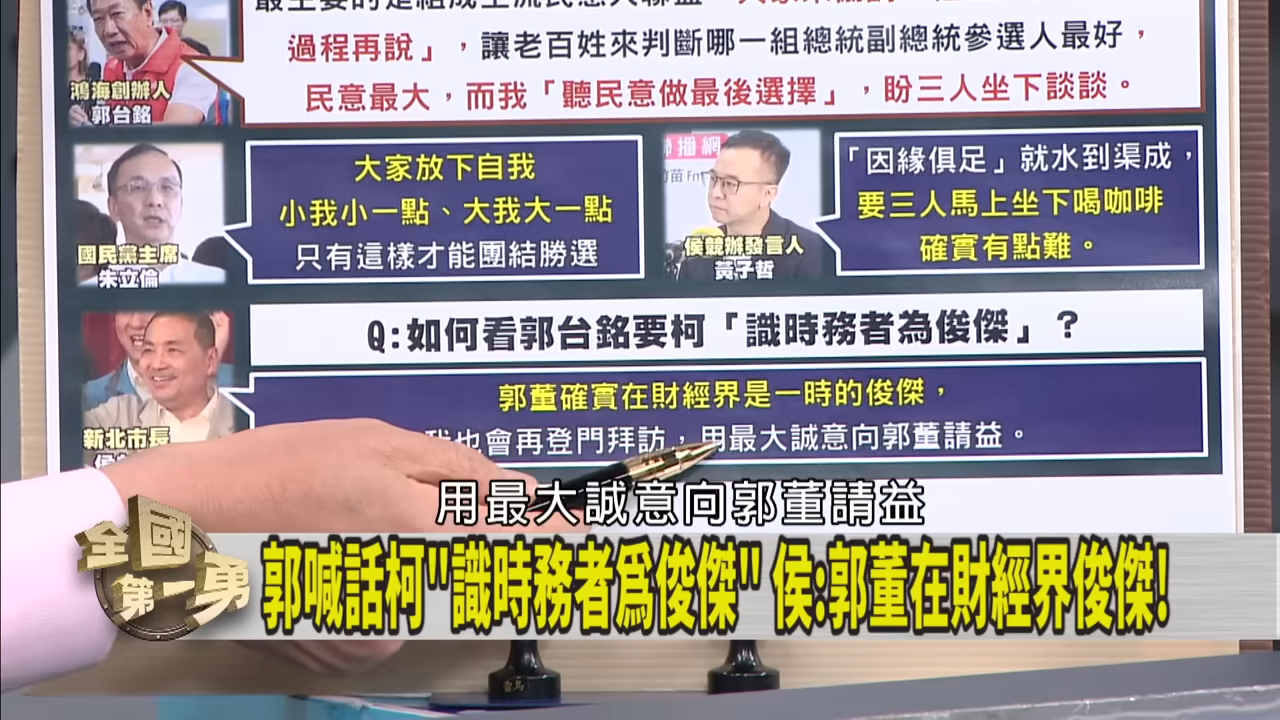 過程再說」，讓老百姓來判斷哪一組總統副總統參選人最好，
民意最大，而我「聽民意做最後選擇」，盼三人坐下談談。
鴻海創辦人
郭台銘
大家放下自我
小我小一點、大我大一點
只有這樣才能團結勝選
國民黨主席
朱立倫
聯播網
苗Fm
「因緣俱足」就水到渠成，
要三人馬上坐下喝咖啡
確實有點難。
侯競辦發言人
黃子哲
Q:如何看郭台銘要柯「識時務者為俊傑」？
郭董確實在財經界是一時的俊傑，
我也會再登門拜訪，用最大誠意向郭董請益。
新北市長
用最大誠意向郭董請益
全國第一勇
郭喊話柯"識時務者爲俊傑" 侯:郭董在財經界俊傑!